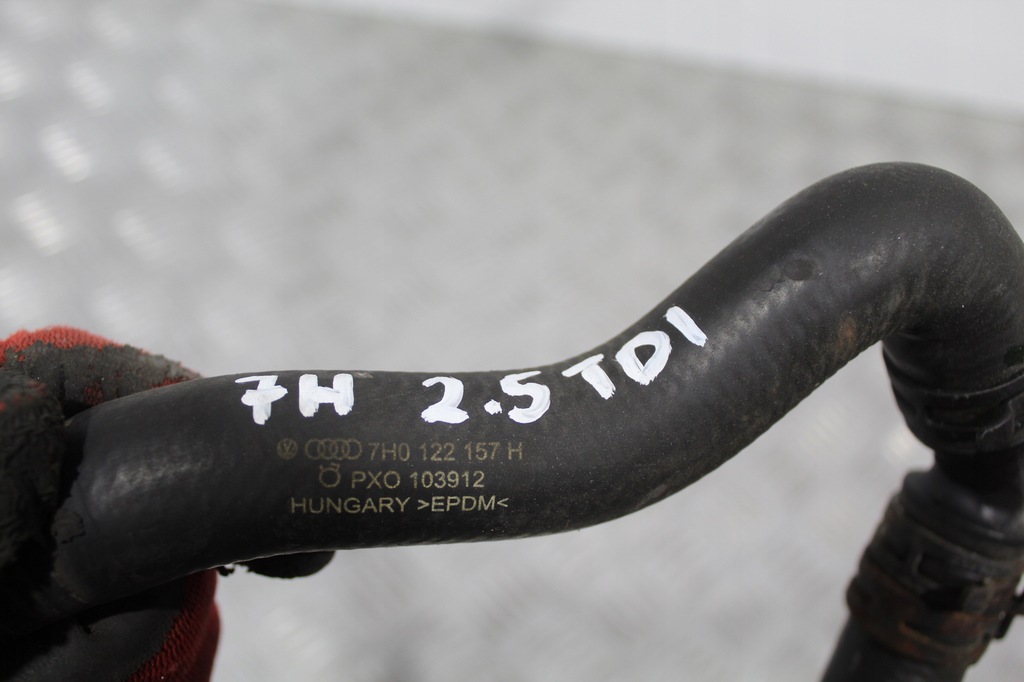 7H 2.5 TDI
7H0 122 157 H
PXO 103912
HUNGARY >EPDM<